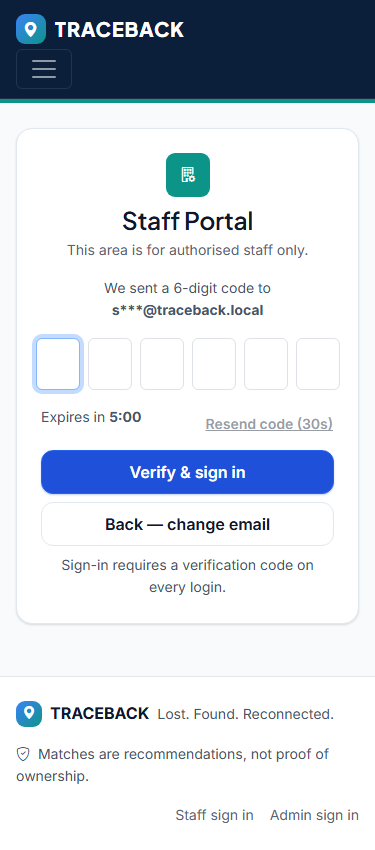 TRACEBACK
Staff Portal
This area is for authorised staff only.
We sent a 6-digit code to
s***@traceback.local
Expires in 5:00
Resend code (30s)
Verify & sign in
Back — change email
Sign-in requires a verification code on
every login.
TRACEBACK Lost. Found. Reconnected.
Matches are recommendations, not proof of
ownership.
Staff sign in Admin sign in